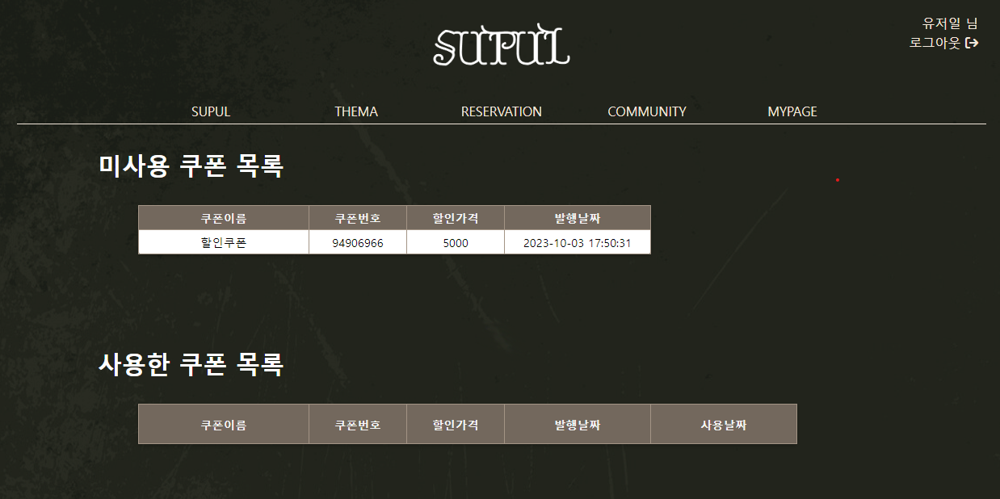 유저일 님
로그아웃
SUPUL
SUPUL THEMA RESERVATION COMMUNITY MYPAGE
미사용 쿠폰 목록
쿠폰이름 쿠폰번호 할인가격 발행날짜
할인쿠폰 94906966 5000 2023-10-03 17:50:31
사용한 쿠폰 목록
쿠폰이름 쿠폰번호 할인가격 발행날짜 사용날짜